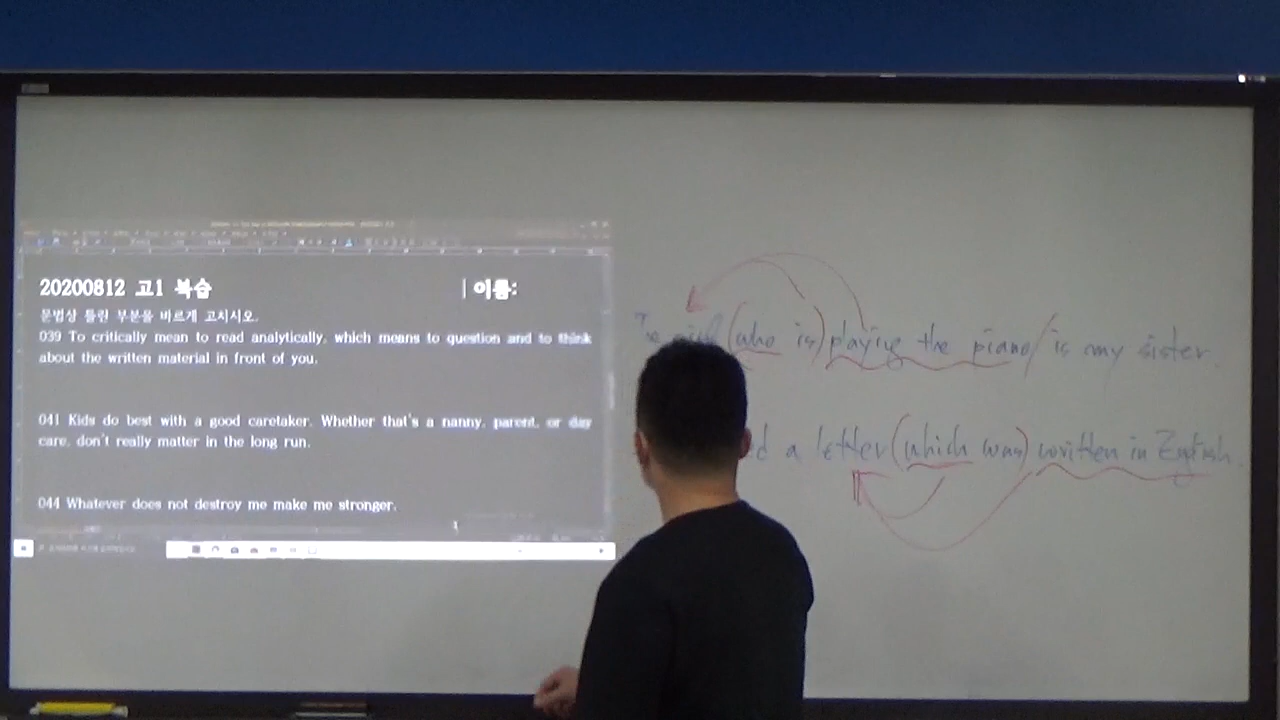 20200812 고1 복습
이름:
문법상 틀린 부분을 바르게 고치시오.
039 To critically mean to read analytically, which means to question and to think
about the written material in front of you.
041 Kids do best with a good caretaker. Whether that's a nanny, parent, or day
care, don't really matter in the long run.
044 Whatever does not destroy me make me stronger.
(who is) playing the piano / is my sister.
a letter (which was) written in English.